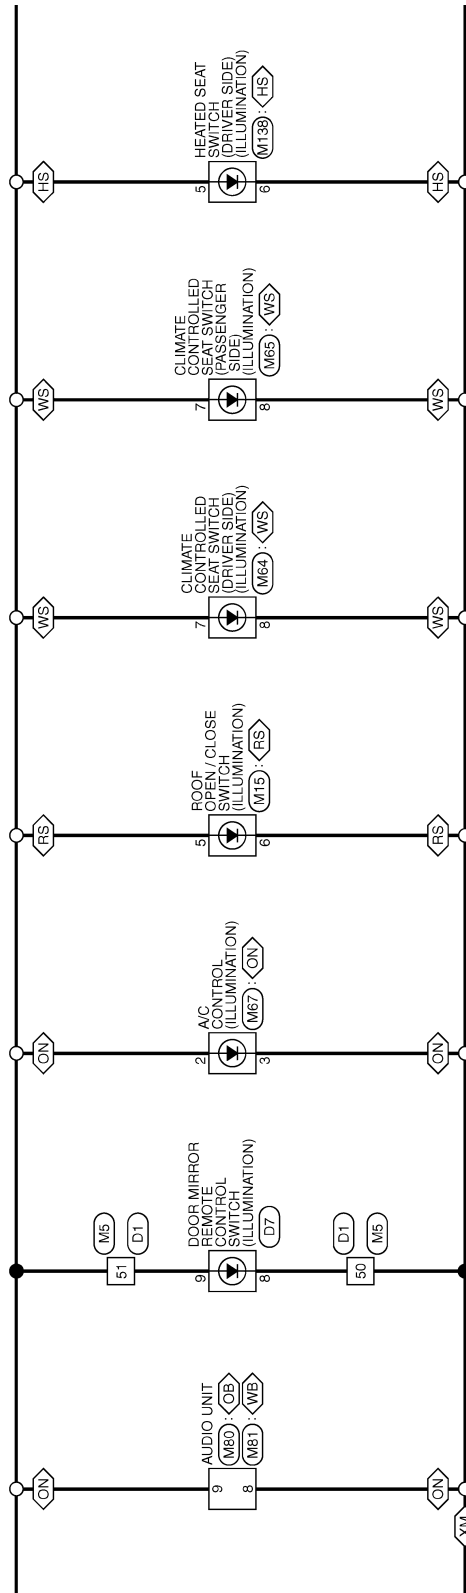 ON
9
8
AUDIO UNIT
M80 : OB
M81 : WB
ON
M5
D1
51
9
8
DOOR MIRROR
REMOTE
CONTROL
SWITCH
(ILLUMINATION)
D7
50
D1
M5
ON
2
3
A/C
CONTROL
(ILLUMINATION)
M67 : ON
ON
RS
5
6
ROOF
OPEN / CLOSE
SWITCH
(ILLUMINATION)
M15 : RS
RS
WS
7
8
CLIMATE
CONTROLLED
SEAT SWITCH
(DRIVER SIDE)
(ILLUMINATION)
M64 : WS
WS
WS
7
8
CLIMATE
CONTROLLED
SEAT SWITCH
(PASSENGER
SIDE)
(ILLUMINATION)
M65 : WS
WS
HS
5
6
HEATED SEAT
SWITCH
(DRIVER SIDE)
(ILLUMINATION)
M138 : HS
HS